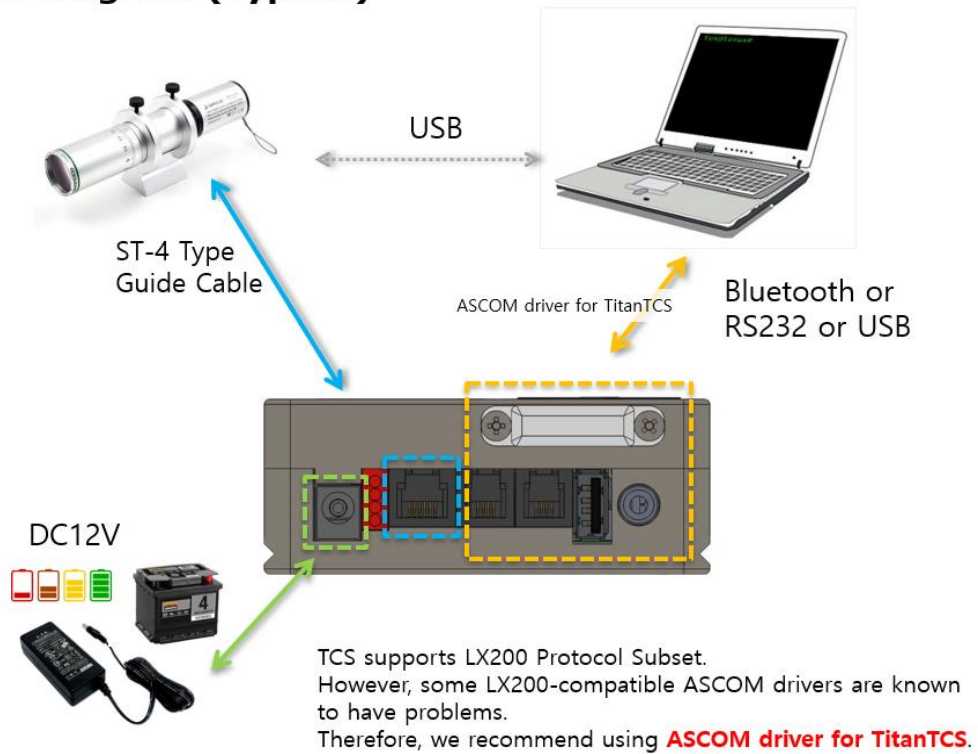 USB
ST-4 Type
Guide Cable
ASCOM driver for TitanTCS
Bluetooth or
RS232 or USB
DC12V
4
TCS supports LX200 Protocol Subset.
However, some LX200-compatible ASCOM drivers are known
to have problems.
Therefore, we recommend using ASCOM driver for TitanTCS.